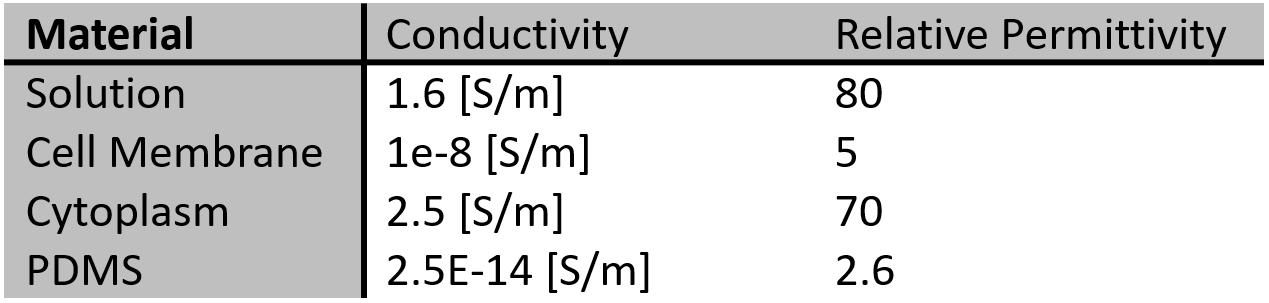 Material Conductivity Relative Permittivity
Solution 1.6 [S/m] 80
Cell Membrane 1e-8 [S/m] 5
Cytoplasm 2.5 [S/m] 70
PDMS 2.5E-14 [S/m] 2.6